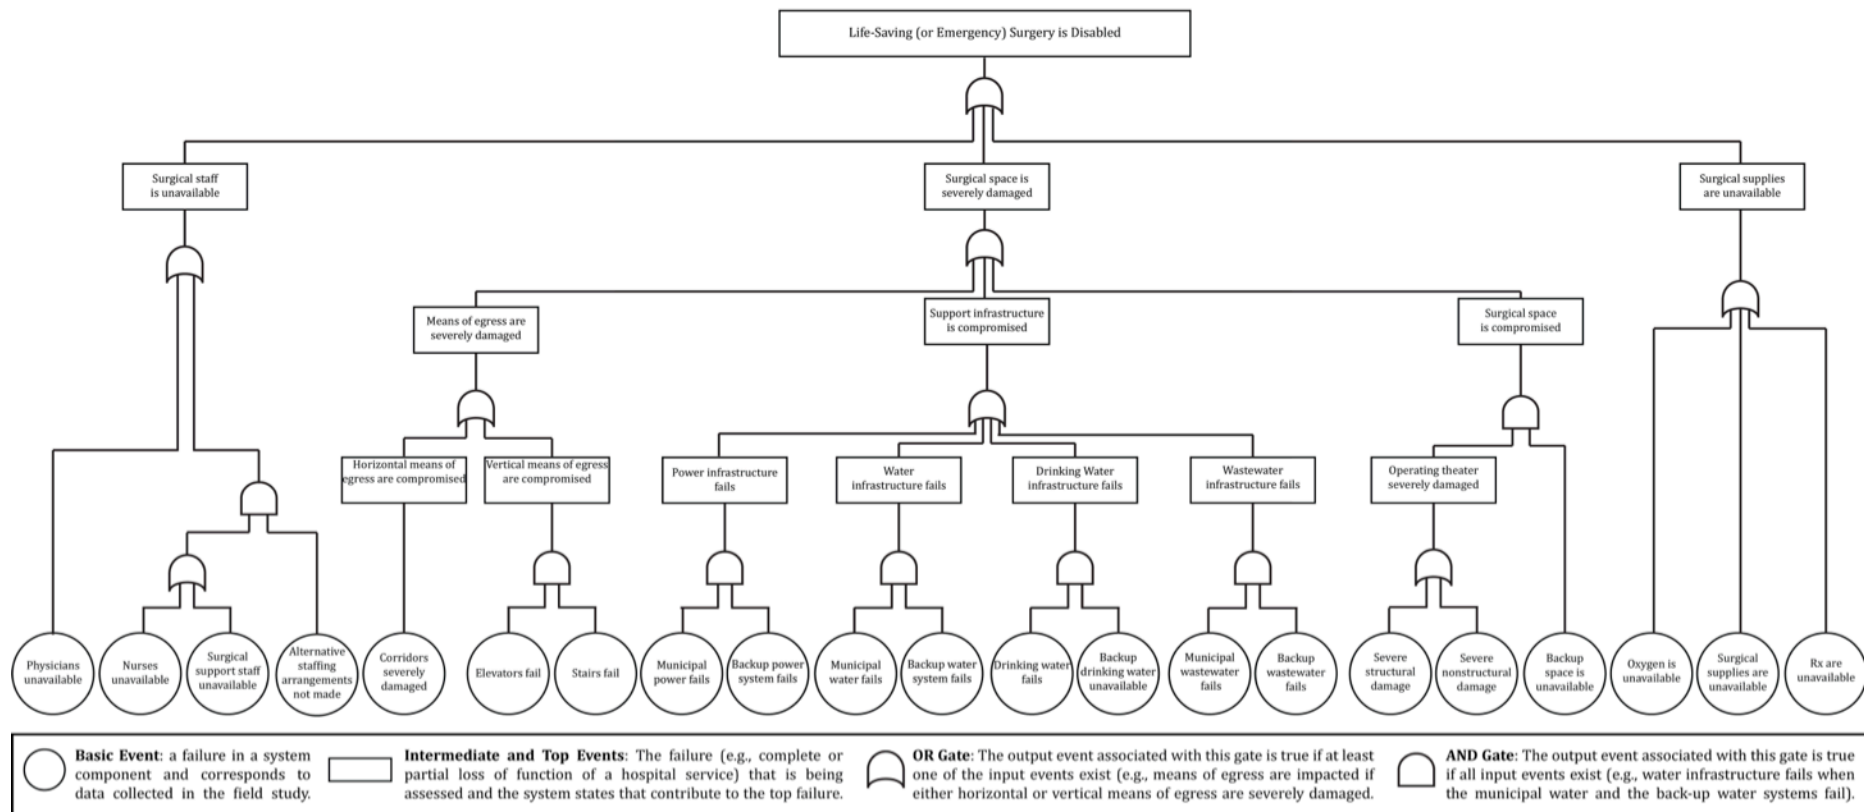 Life-Saving (or Emergency) Surgery is Disabled
Surgical staff
is unavailable
Surgical space is
severely damaged
Surgical supplies
are unavailable
Means of egress are
severely damaged
Support infrastructure
is compromised
Surgical space
is compromised
Horizontal means of
egress are compromised
Vertical means of egress
are compromised
Power infrastructure
fails
Water
infrastructure fails
Drinking Water
infrastructure fails
Wastewater
infrastructure fails
Operating theater
severely damaged
Physicians
unavailable
Nurses
unavailable
Surgical
support staff
unavailable
Alternative
staffing
arrangements
not made
Corridors
severely
damaged
Elevators fail
Stairs fail
Municipal
power fails
Backup power
system fails
Municipal
water fails
Backup water
system fails
Drinking water
fails
Backup
drinking water
unavailable
Municipal
wastewater
fails
Backup
wastewater
fails
Severe
structural
damage
Severe
nonstructural
damage
Backup
space is
unavailable
Oxygen is
unavailable
Surgical
supplies are
unavailable
Rx are
unavailable
Basic Event: a failure in a system
component and corresponds to
data collected in the field study.
Intermediate and Top Events: The failure (e.g., complete or
partial loss of function of a hospital service) that is being
assessed and the system states that contribute to the top failure.
OR Gate: The output event associated with this gate is true if at least
one of the input events exist (e.g., means of egress are impacted if
either horizontal or vertical means of egress are severely damaged.
AND Gate: The output event associated with this gate is true
if all input events exist (e.g., water infrastructure fails when
the municipal water and the back-up water systems fail).